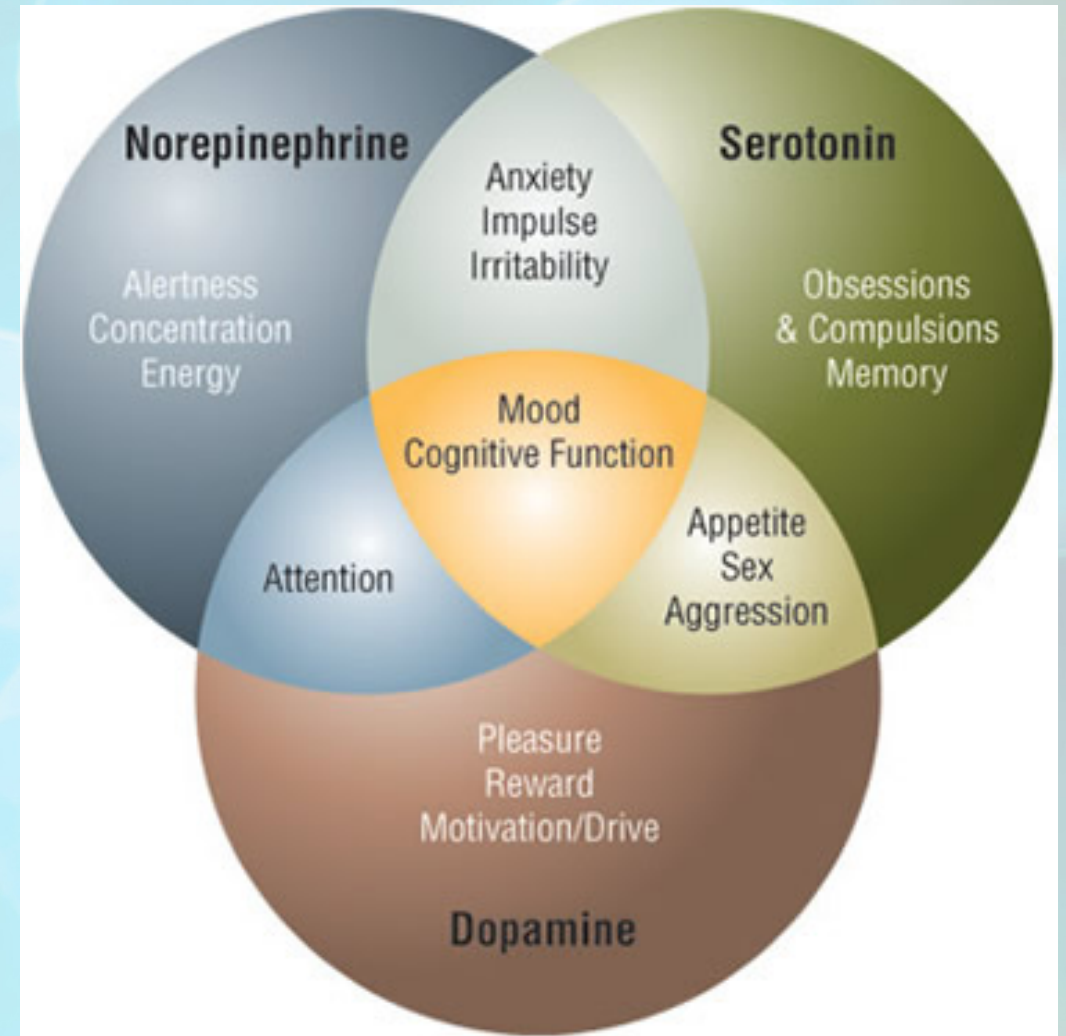 Norepinephrine
Serotonin
Anxiety
Impulse
Irritability
Alertness
Concentration
Energy
Obsessions
& Compulsions
Memory
Mood
Cognitive Function
Attention
Appetite
Sex
Aggression
Pleasure
Reward
Motivation/Drive
Dopamine